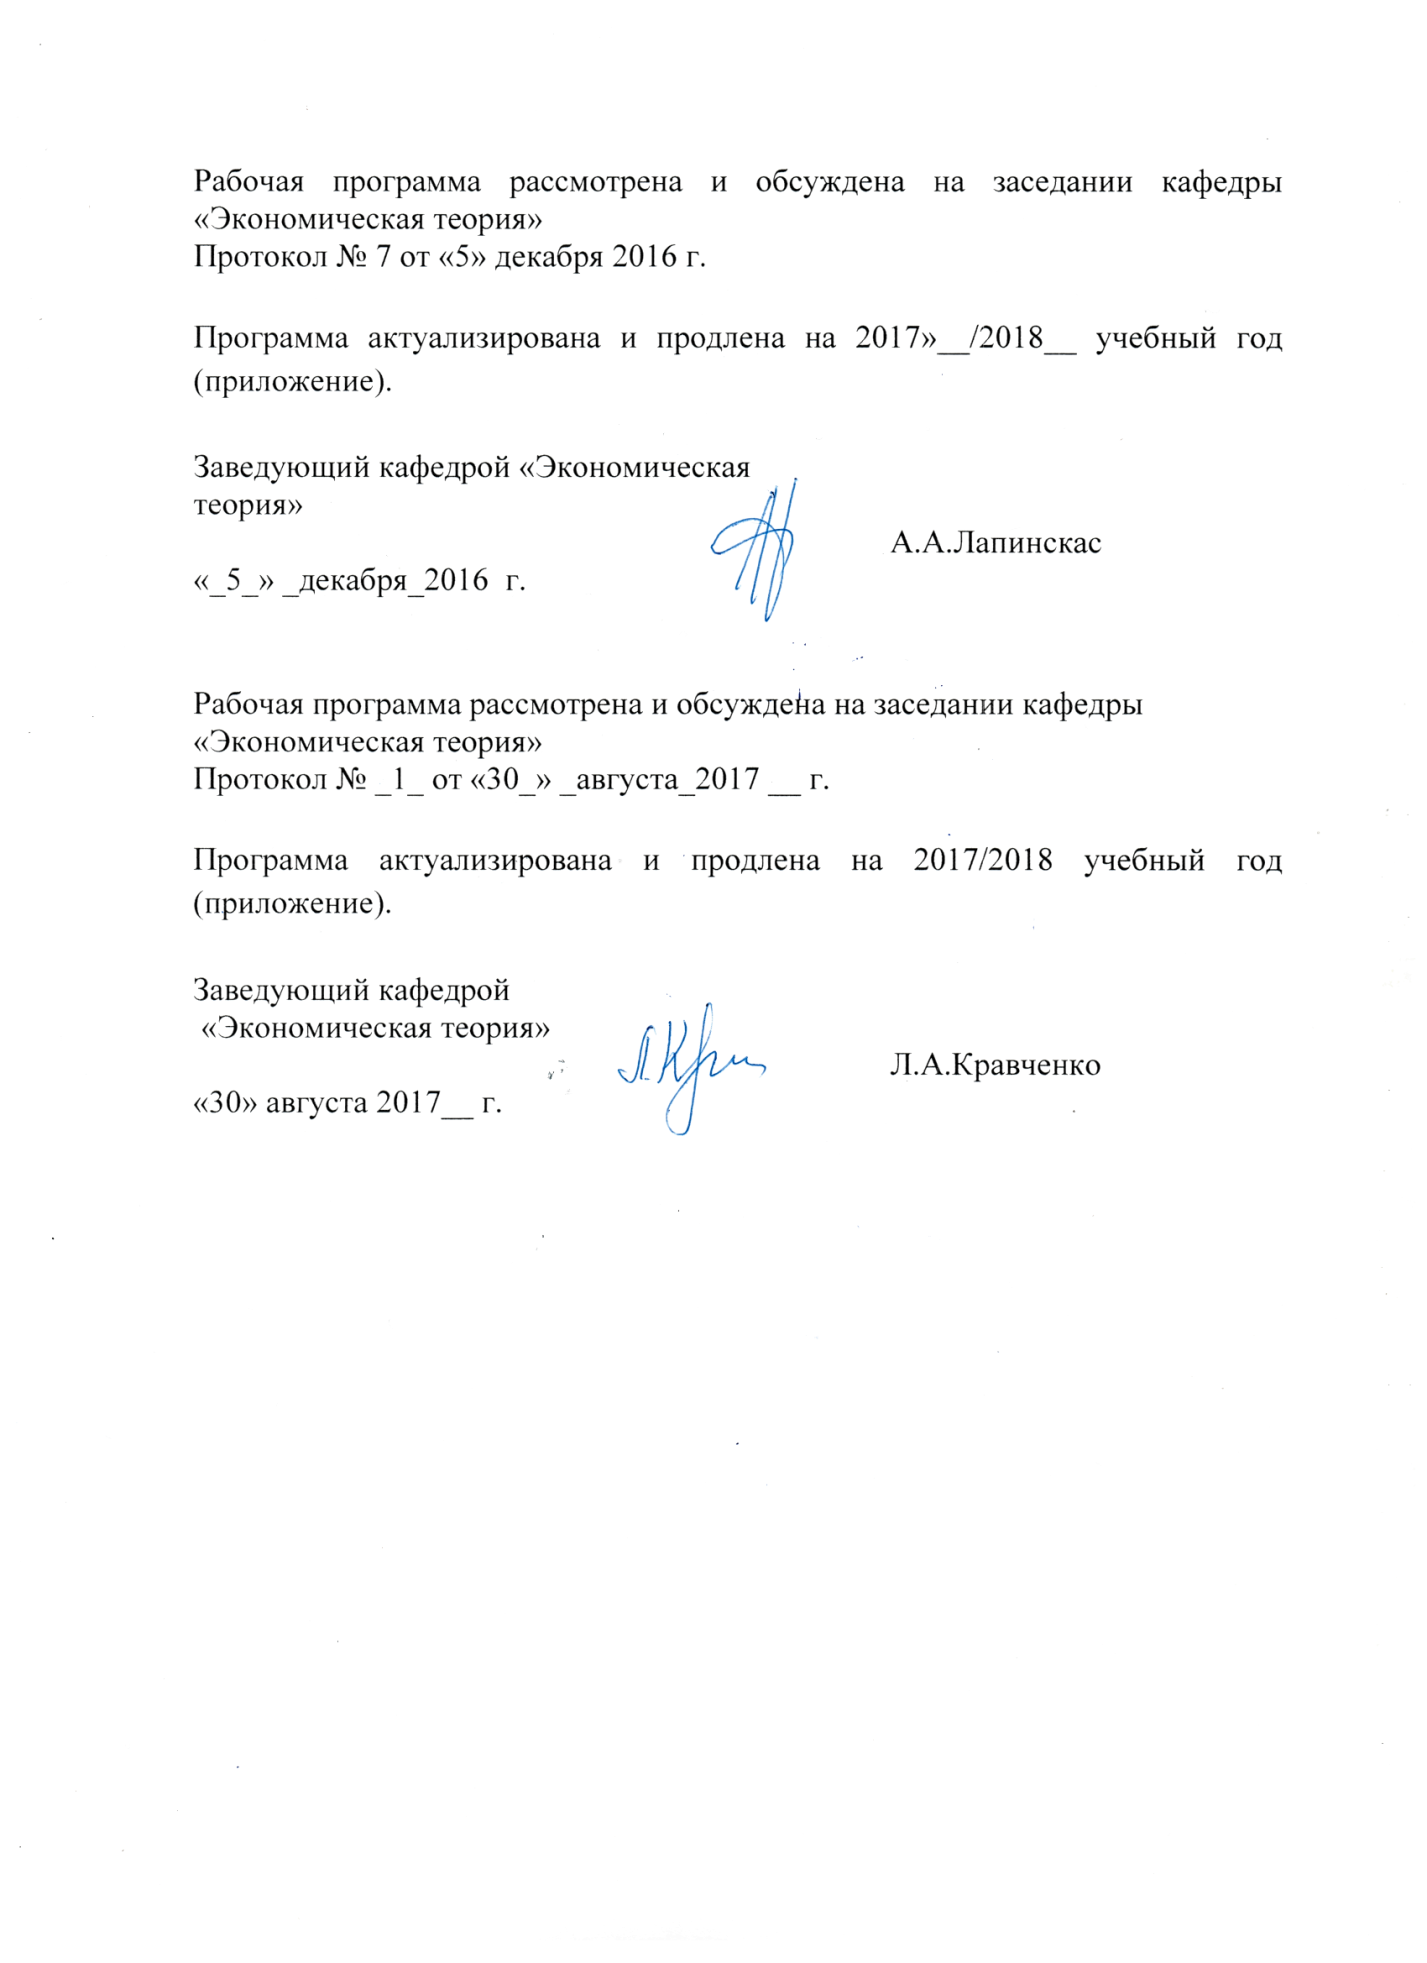 Рабочая программа рассмотрена и обсуждена на заседании кафедры
«Экономическая теория»
Протокол № 7 от «5» декабря 2016 г.
Программа актуализирована и продлена на 2017»__/2018__ учебный год
(приложение).
Заведующий кафедрой «Экономическая
теория»
А.А.Лапинскас
«_5_» _декабря_2016 г.
Рабочая программа рассмотрена и обсуждена на заседании кафедры
«Экономическая теория»
Протокол № _1_ от «30_» _августа_2017 __ г.
Программа актуализирована и продлена на 2017/2018 учебный год
(приложение).
Заведующий кафедрой
«Экономическая теория»
Л.А.Кравченко
«30» августа 2017__ г.